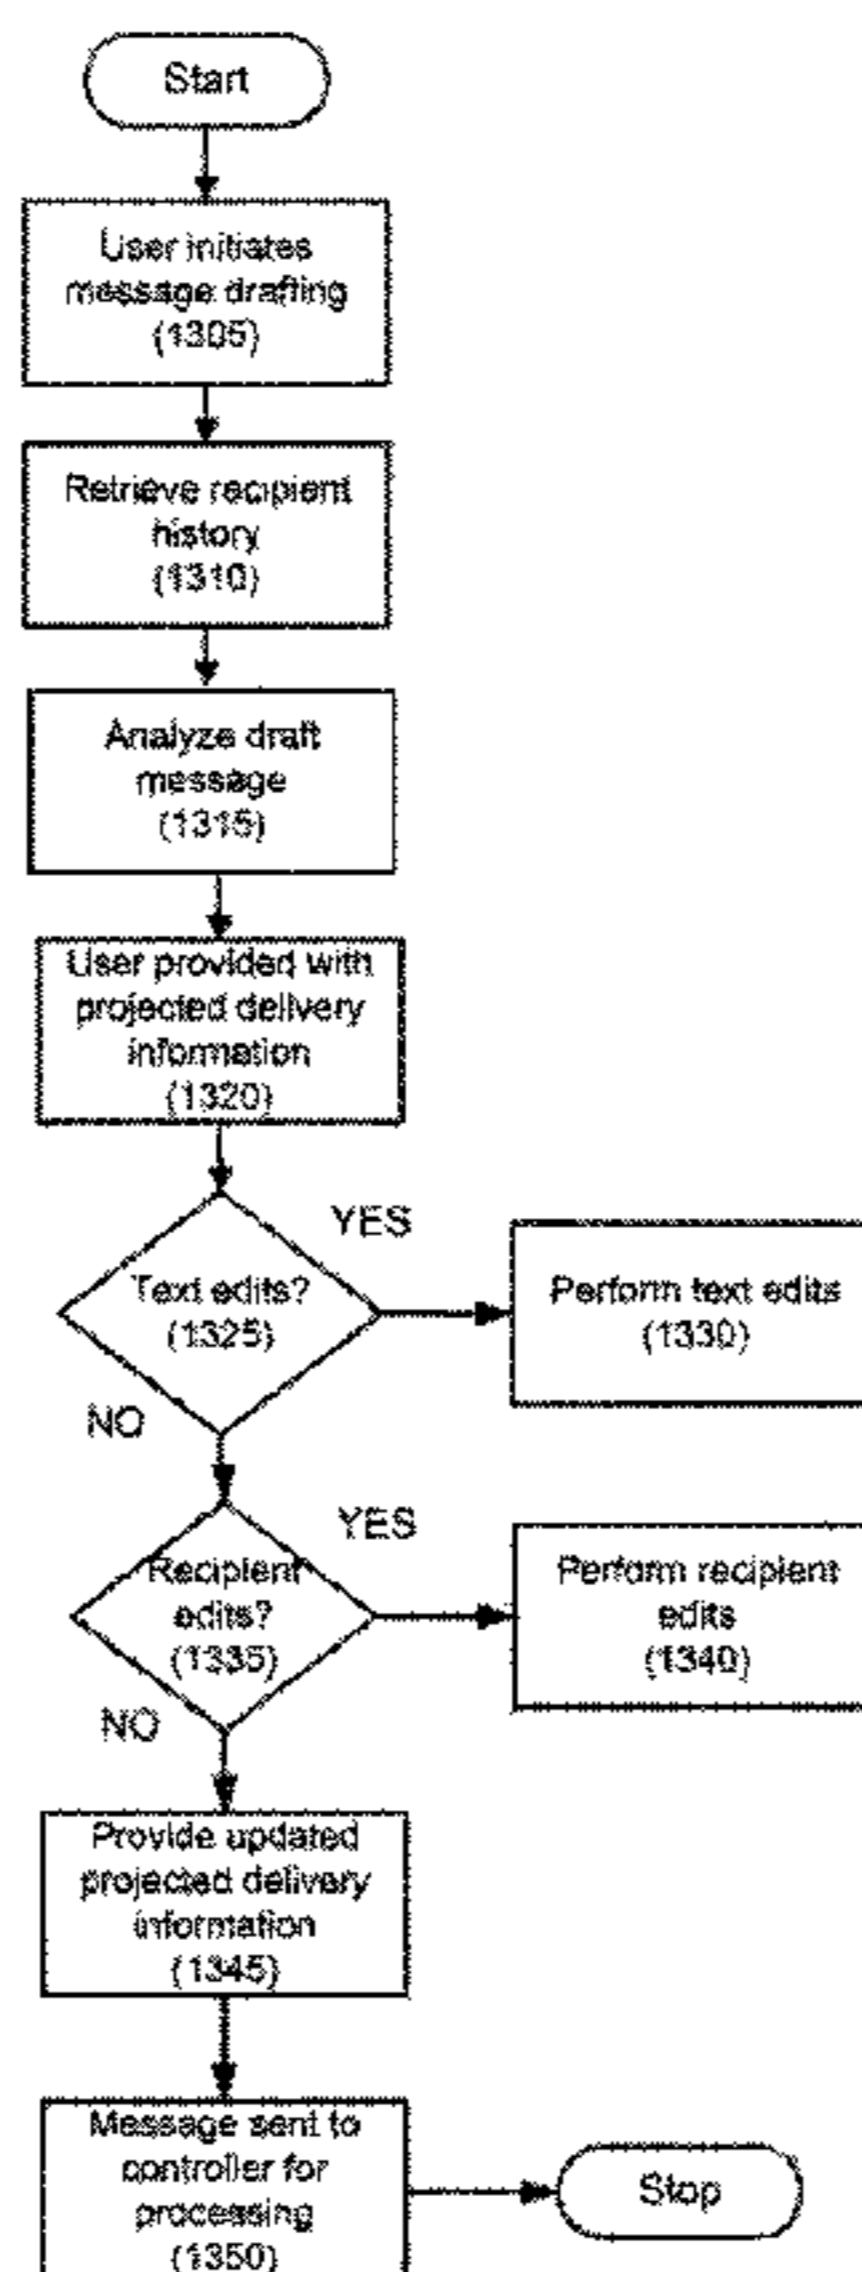 Start
User initiates
message drafting
(1305)
Retrieve recipient
history
(1310)
Analyze draft
message
(1315)
User provided with
projected delivery
information
(1320)
YES
Text edits?
(1325)
Perform text edits
(1330)
NO
YES
Recipient
edits?
(1335)
Perform recipient
edits
(1340)
NO
Provide updated
projected delivery
information
(1345)
Message sent to
controller for
processing
(1350)
Stop